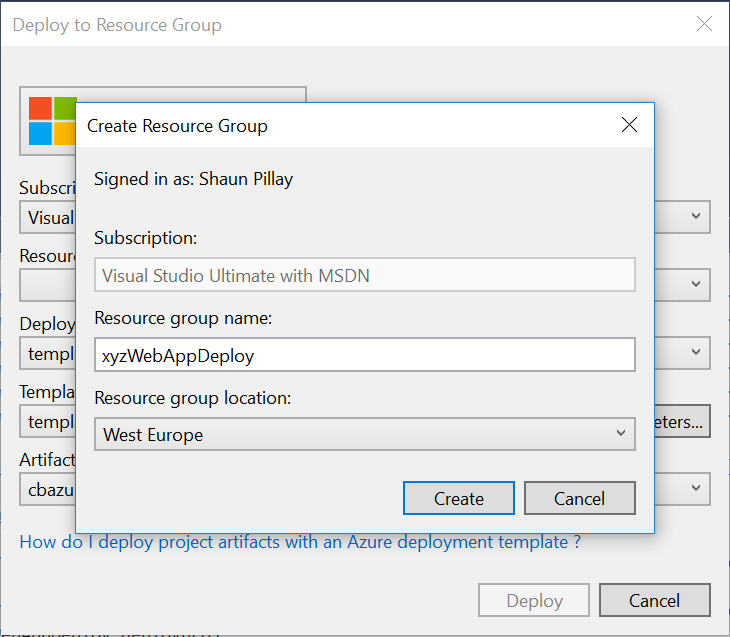 Deploy to Resource Group
Create Resource Group
Signed in as: Shaun Pillay
Subscri
Visual
Subscription:
Visual Studio Ultimate with MSDN
Resour
Resource group name:
Deploy
xyzWebAppDeploy
templ
Templa
Resource group location:
templ
West Europe
eters...
Artifact
cbazu
Create
Cancel
How do I deploy project artifacts with an Azure deployment template ?
Deploy
Cancel